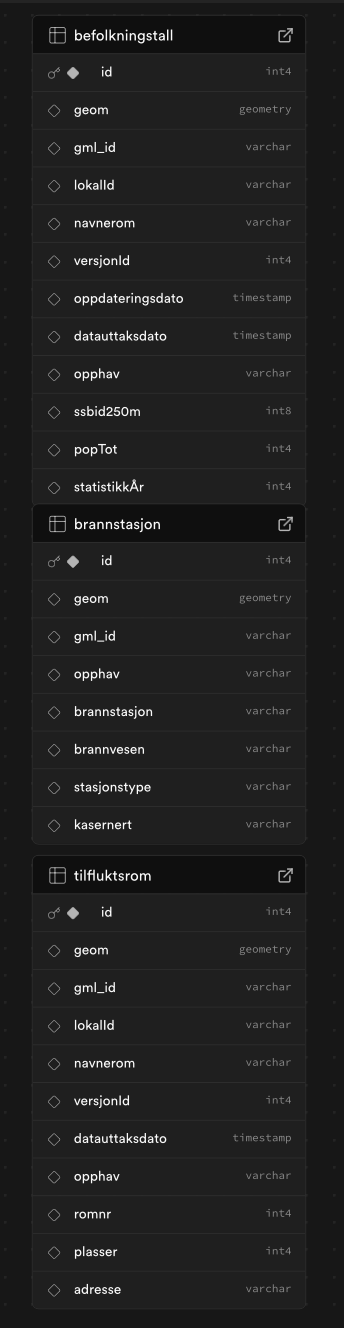 befolkningstall
id int4
geom geometry
gml_id varchar
lokalId varchar
navnerom varchar
versjonId int4
oppdateringsdato timestamp
datauttaksdato timestamp
opphav varchar
ssbid250m int8
popTot int4
statistikkÅr int4
brannstasjon
id int4
geom geometry
gml_id varchar
opphav varchar
brannstasjon varchar
brannvesen varchar
stasjonstype varchar
kasernert varchar
tilfluktsrom
id int4
geom geometry
gml_id varchar
lokalId varchar
navnerom varchar
versjonId int4
datauttaksdato timestamp
opphav varchar
romnr int4
plasser int4
adresse varchar